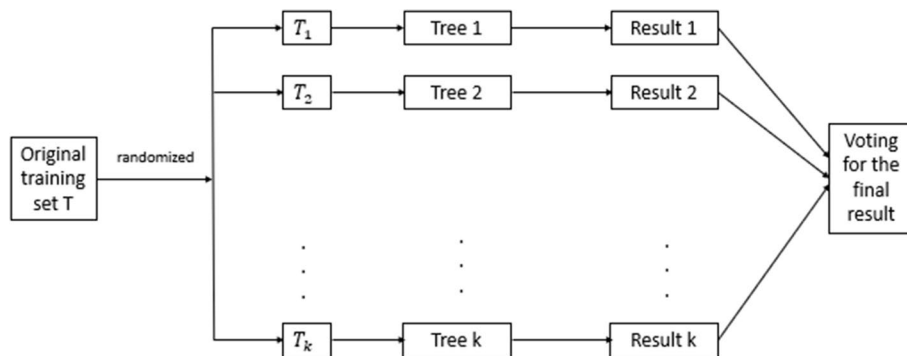 T₁
Tree 1
Result 1
T₂
Tree 2
Result 2
Original
training
set T
randomized
Voting
for the
final
result
Tₖ
Tree k
Result k